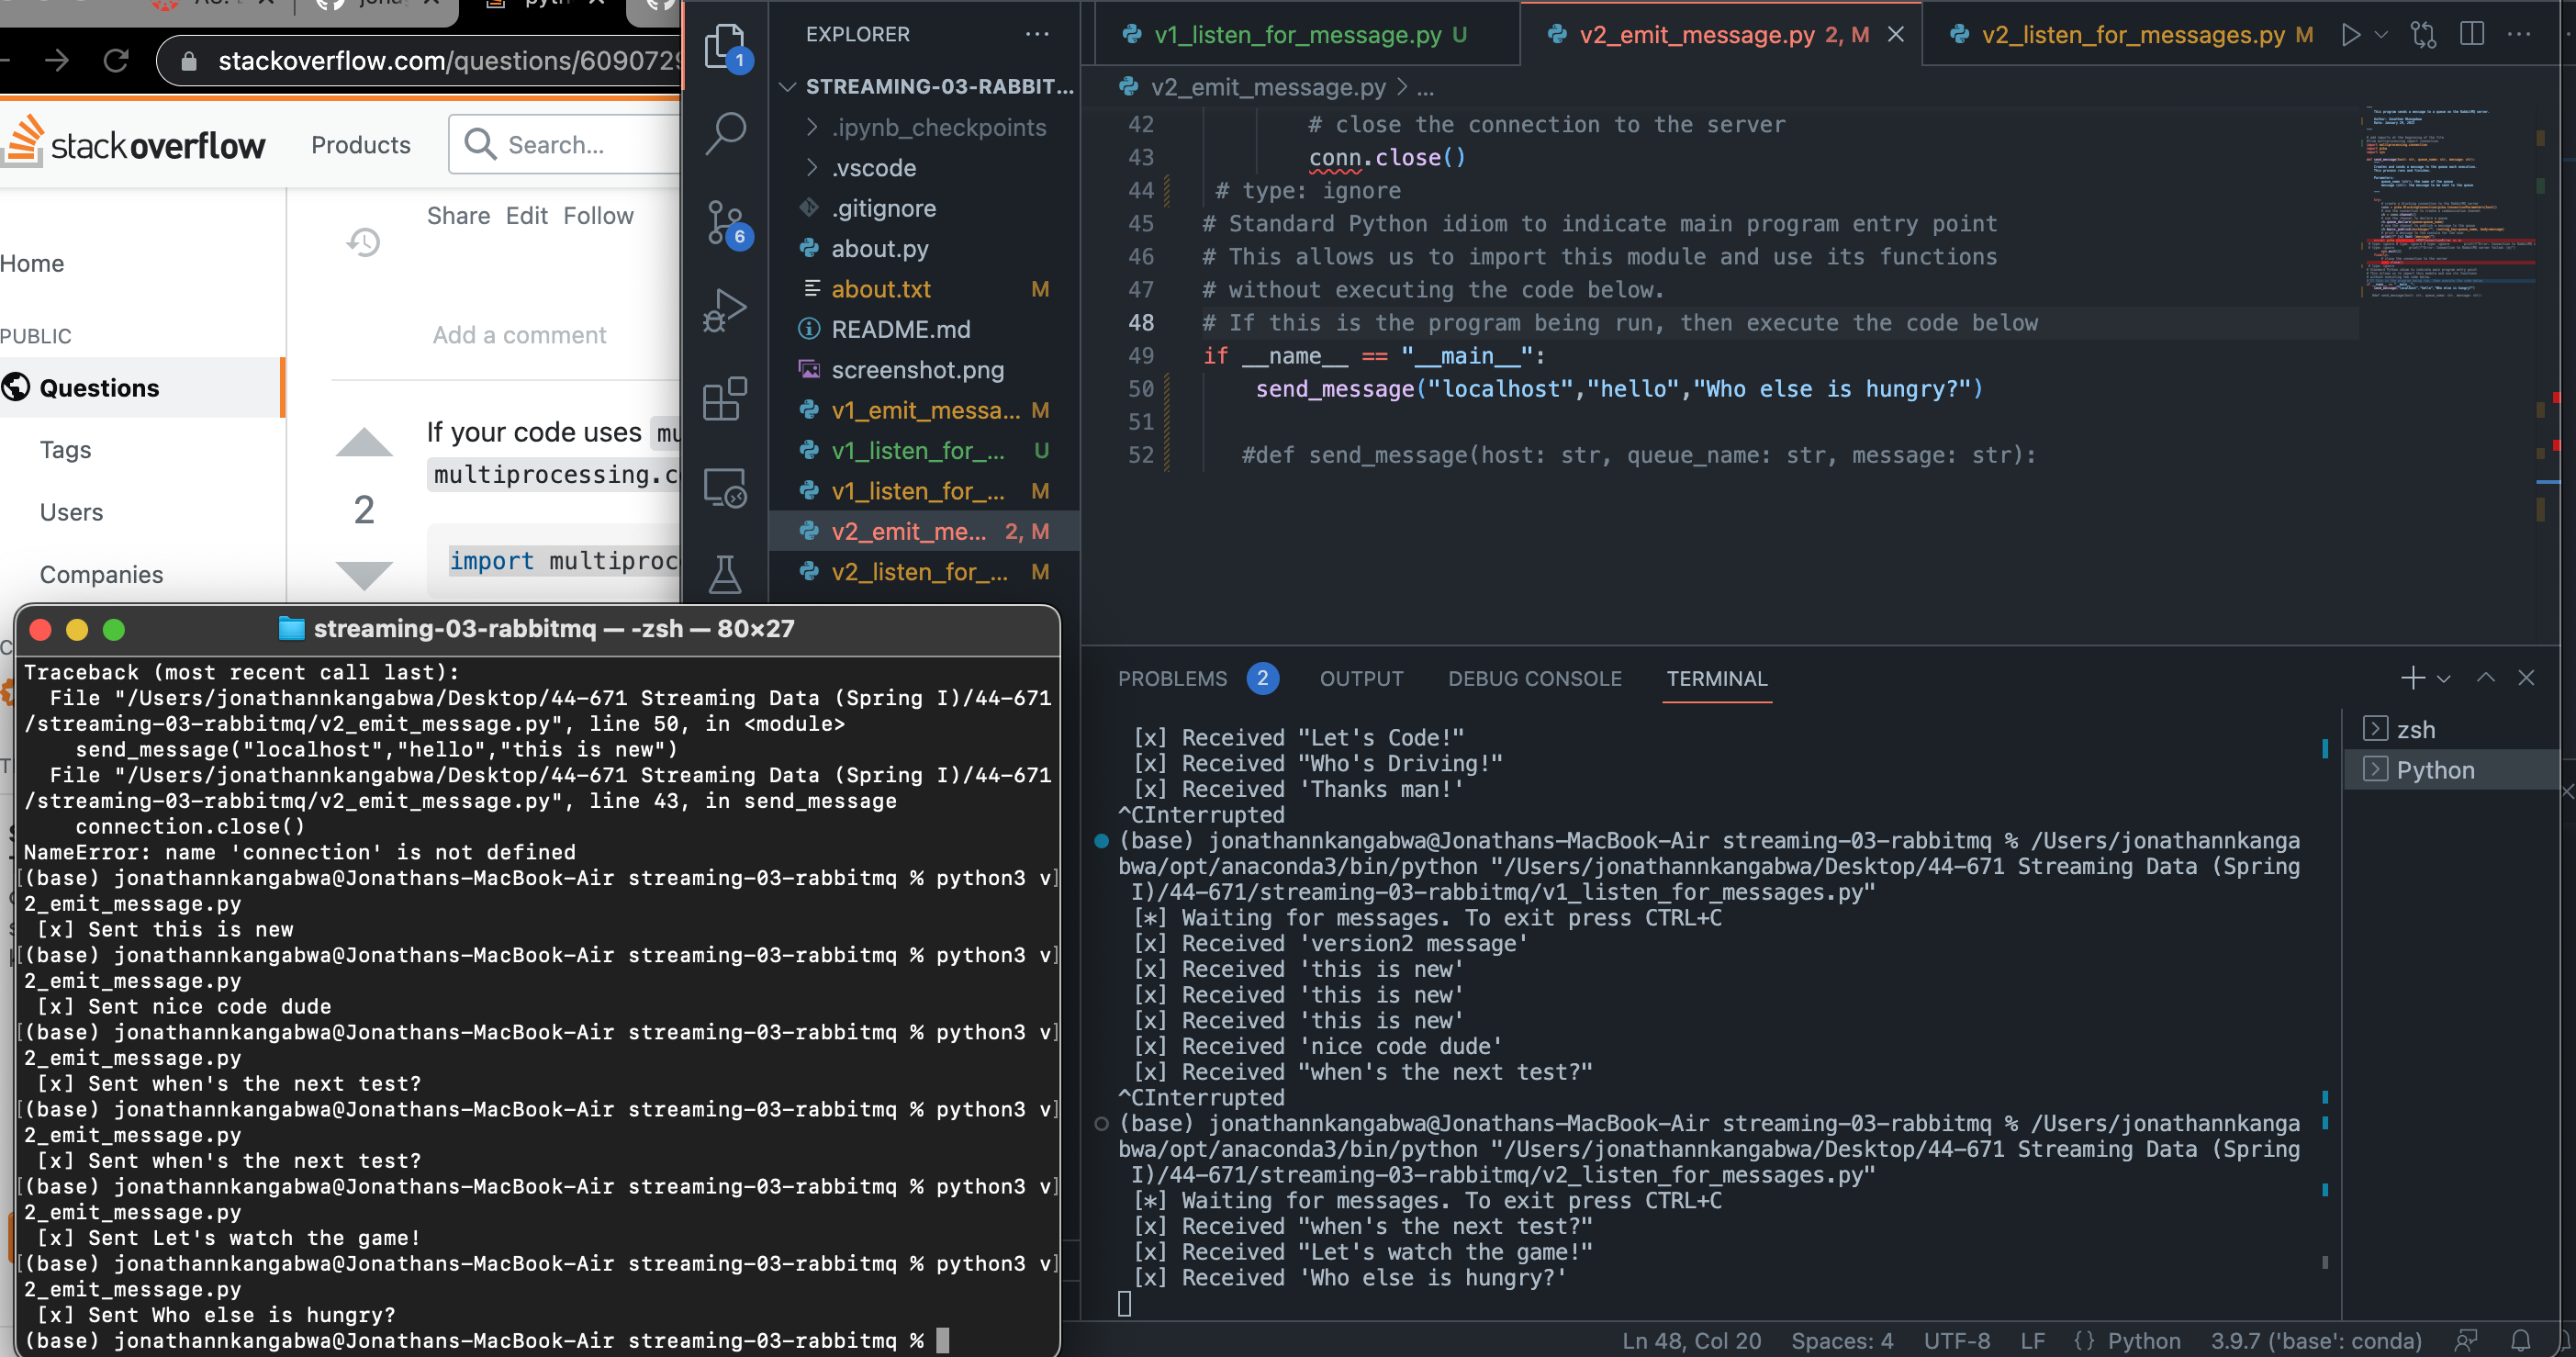 stackoverflow.com/questions/6090729
stackoverflow
Products
Search...
Home
PUBLIC
Questions
Tags
Users
Companies
Share Edit Follow
Add a comment
2
If your code uses
multiprocessing.c
import multiproc
1
6
EXPLORER
STREAMING-03-RABBIT...
.ipynb_checkpoints
.vscode
.gitignore
about.py
about.txt M
README.md
screenshot.png
v1_emit_messa... M
v1_listen_for_... U
v1_listen_for_... M
v2_emit_me... 2, M
v2_listen_for_... M
v1_listen_for_message.py U
v2_emit_message.py 2, M
v2_listen_for_messages.py M
v2_emit_message.py > ...
42 # close the connection to the server
43 conn.close()
44 # type: ignore
45 # Standard Python idiom to indicate main program entry point
46 # This allows us to import this module and use its functions
47 # without executing the code below.
48 # If this is the program being run, then execute the code below
49 if __name__ == "__main__":
50 send_message("localhost","hello","Who else is hungry?")
51
52 #def send_message(host: str, queue_name: str, message: str):
PROBLEMS 2 OUTPUT DEBUG CONSOLE TERMINAL
[x] Received "Let's Code!"
[x] Received "Who's Driving!"
[x] Received 'Thanks man!'
^CInterrupted
(base) jonathannkangabwa@Jonathans-MacBook-Air streaming-03-rabbitmq % /Users/jonathannkanga
bwa/opt/anaconda3/bin/python "/Users/jonathannkangabwa/Desktop/44-671 Streaming Data (Spring
I)/44-671/streaming-03-rabbitmq/v1_listen_for_messages.py"
[*] Waiting for messages. To exit press CTRL+C
[x] Received 'version2 message'
[x] Received 'this is new'
[x] Received 'this is new'
[x] Received 'this is new'
[x] Received 'nice code dude'
[x] Received "when's the next test?"
^CInterrupted
(base) jonathannkangabwa@Jonathans-MacBook-Air streaming-03-rabbitmq % /Users/jonathannkanga
bwa/opt/anaconda3/bin/python "/Users/jonathannkangabwa/Desktop/44-671 Streaming Data (Spring
I)/44-671/streaming-03-rabbitmq/v2_listen_for_messages.py"
[*] Waiting for messages. To exit press CTRL+C
[x] Received "when's the next test?"
[x] Received "Let's watch the game!"
[x] Received 'Who else is hungry?'
zsh
Python
Ln 48, Col 20 Spaces: 4 UTF-8 LF {} Python 3.9.7 ('base': conda)
streaming-03-rabbitmq — -zsh — 80×27
Traceback (most recent call last):
File "/Users/jonathannkangabwa/Desktop/44-671 Streaming Data (Spring I)/44-671
/streaming-03-rabbitmq/v2_emit_message.py", line 50, in <module>
send_message("localhost","hello","this is new")
File "/Users/jonathannkangabwa/Desktop/44-671 Streaming Data (Spring I)/44-671
/streaming-03-rabbitmq/v2_emit_message.py", line 43, in send_message
connection.close()
NameError: name 'connection' is not defined
[(base) jonathannkangabwa@Jonathans-MacBook-Air streaming-03-rabbitmq % python3 v]
2_emit_message.py
[x] Sent this is new
[(base) jonathannkangabwa@Jonathans-MacBook-Air streaming-03-rabbitmq % python3 v]
2_emit_message.py
[x] Sent nice code dude
[(base) jonathannkangabwa@Jonathans-MacBook-Air streaming-03-rabbitmq % python3 v]
2_emit_message.py
[x] Sent when's the next test?
[(base) jonathannkangabwa@Jonathans-MacBook-Air streaming-03-rabbitmq % python3 v]
2_emit_message.py
[x] Sent when's the next test?
[(base) jonathannkangabwa@Jonathans-MacBook-Air streaming-03-rabbitmq % python3 v]
2_emit_message.py
[x] Sent Let's watch the game!
[(base) jonathannkangabwa@Jonathans-MacBook-Air streaming-03-rabbitmq % python3 v]
2_emit_message.py
[x] Sent Who else is hungry?
(base) jonathannkangabwa@Jonathans-MacBook-Air streaming-03-rabbitmq %